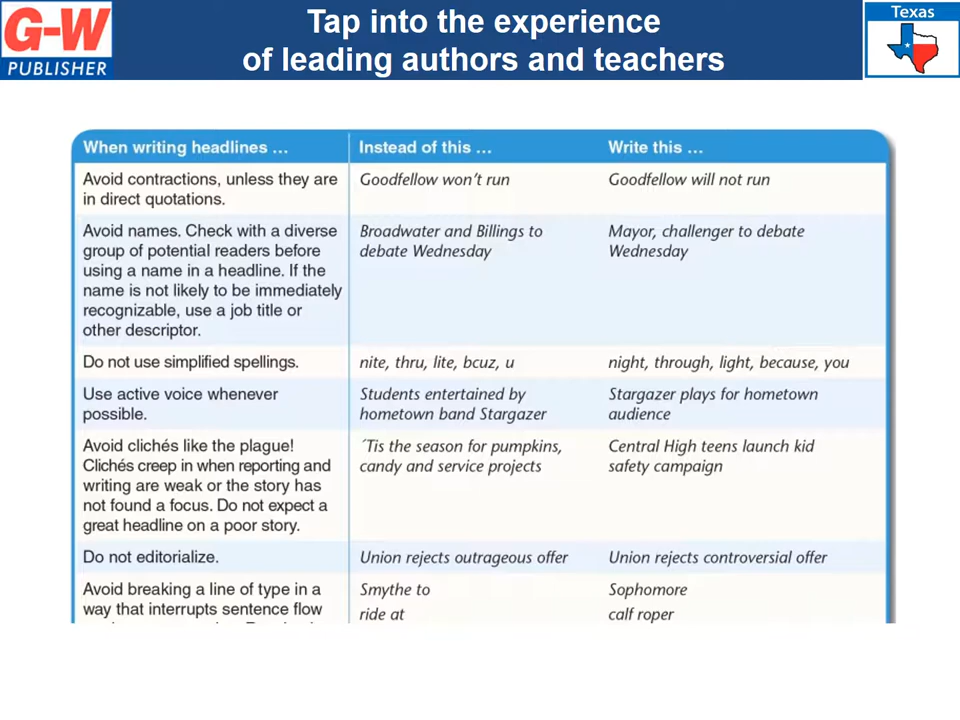 G-W
PUBLISHER
Tap into the experience
of leading authors and teachers
Texas
When writing headlines …
Instead of this …
Write this …
Avoid contractions, unless they are
in direct quotations.
Goodfellow won’t run
Goodfellow will not run
Avoid names. Check with a diverse
group of potential readers before
using a name in a headline. If the
name is not likely to be immediately
recognizable, use a job title or
other descriptor.
Broadwater and Billings to
debate Wednesday
Mayor, challenger to debate
Wednesday
Do not use simplified spellings.
nite, thru, lite, bcuz, u
night, through, light, because, you
Use active voice whenever
possible.
Students entertained by
hometown band Stargazer
Stargazer plays for hometown
audience
Avoid clichés like the plague!
Clichés creep in when reporting and
writing are weak or the story has
not found a focus. Do not expect a
great headline on a poor story.
´Tis the season for pumpkins,
candy and service projects
Central High teens launch kid
safety campaign
Do not editorialize.
Union rejects outrageous offer
Union rejects controversial offer
Avoid breaking a line of type in a
way that interrupts sentence flow
Smythe to
ride at
Sophomore
calf roper